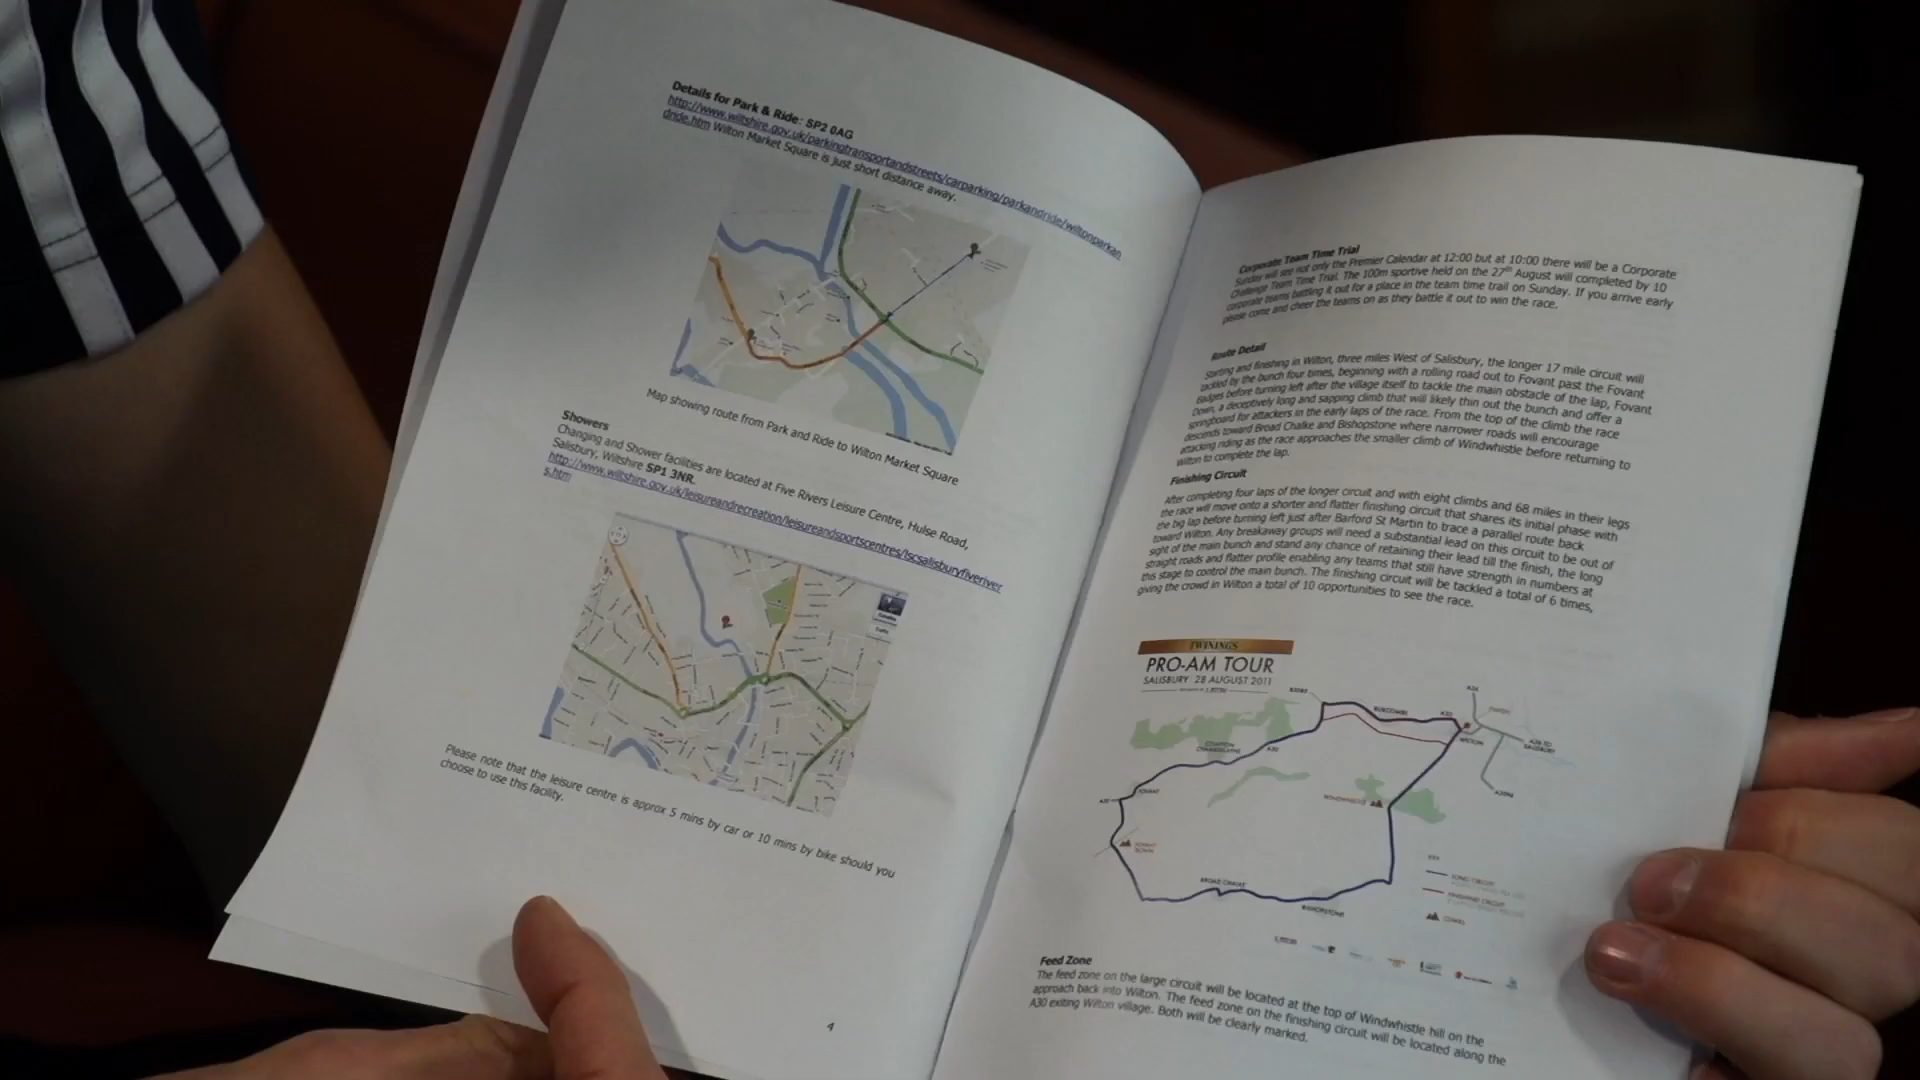 Details for Park & Ride: SP2 0AG
http://www.wiltshire.gov.uk/parkingtransportandstreets/carparking/parkandride/wiltonparkan
dride.htm Wilton Market Square is just short distance away.
Map showing route from Park and Ride to Wilton Market Square
Showers
Changing and Shower facilities are located at Five Rivers Leisure Centre, Hulse Road,
Salisbury, Wiltshire SP1 3NR.
http://www.wiltshire.gov.uk/leisureandrecreation/leisureandsportscentres/lscsalisburyfiveriver
s.htm
Please note that the leisure centre is approx 5 mins by car or 10 mins by bike should you
choose to use this facility.
4
Corporate Team Time Trial
Sunday will see not only the Premier Calendar at 12:00 but at 10:00 there will be a Corporate
Challenge Team Time Trial. The 100m sportive held on the 27th August will completed by 10
corporate teams battling it out for a place in the team time trail on Sunday. If you arrive early
please come and cheer the teams on as they battle it out to win the race.
Route Detail
Starting and finishing in Wilton, three miles West of Salisbury, the longer 17 mile circuit will
tackled by the bunch four times, beginning with a rolling road out to Fovant past the Fovant
Badges before turning left after the village itself to tackle the main obstacle of the lap, Fovant
Down, a deceptively long and sapping climb that will likely thin out the bunch and offer a
springboard for attackers in the early laps of the race. From the top of the climb the race
descends toward Broad Chalke and Bishopstone where narrower roads will encourage
attacking riding as the race approaches the smaller climb of Windwhistle before returning to
Wilton to complete the lap.
Finishing Circuit
After completing four laps of the longer circuit and with eight climbs and 68 miles in their legs
the race will move onto a shorter and flatter finishing circuit that shares its initial phase with
the big lap before turning left just after Barford St Martin to trace a parallel route back
toward Wilton. Any breakaway groups will need a substantial lead on this circuit to be out of
sight of the main bunch and stand any chance of retaining their lead till the finish, the long
straight roads and flatter profile enabling any teams that still have strength in numbers at
this stage to control the main bunch. The finishing circuit will be tackled a total of 6 times,
giving the crowd in Wilton a total of 10 opportunities to see the race.
TWININGS
PRO-AM TOUR
SALISBURY 28 AUGUST 2011
BURCOMBE
A30
WILTON
COMPTON
CHAMBERLAYNE
A30
FOVANT
WINDWHISTLE
FOVANT
DOWN
BROAD CHALKE
BISHOPSTONE
LONG CIRCUIT
FINISHING CIRCUIT
CLIMBS
Feed Zone
The feed zone on the large circuit will be located at the top of Windwhistle hill on the
approach back into Wilton. The feed zone on the finishing circuit will be located along the
A30 exiting Wilton village. Both will be clearly marked.